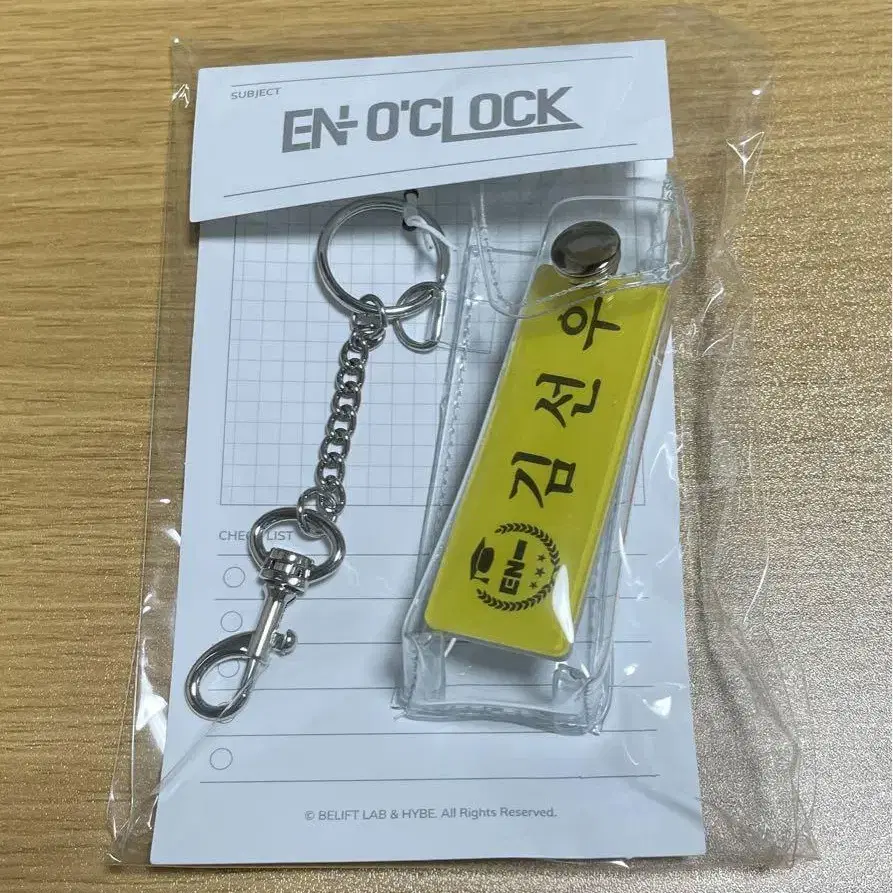 SUBJECT
EN- O'CLOCK
김선우
EN-
CHECK LIST
© BELIFT LAB & HYBE. All Rights Reserved.